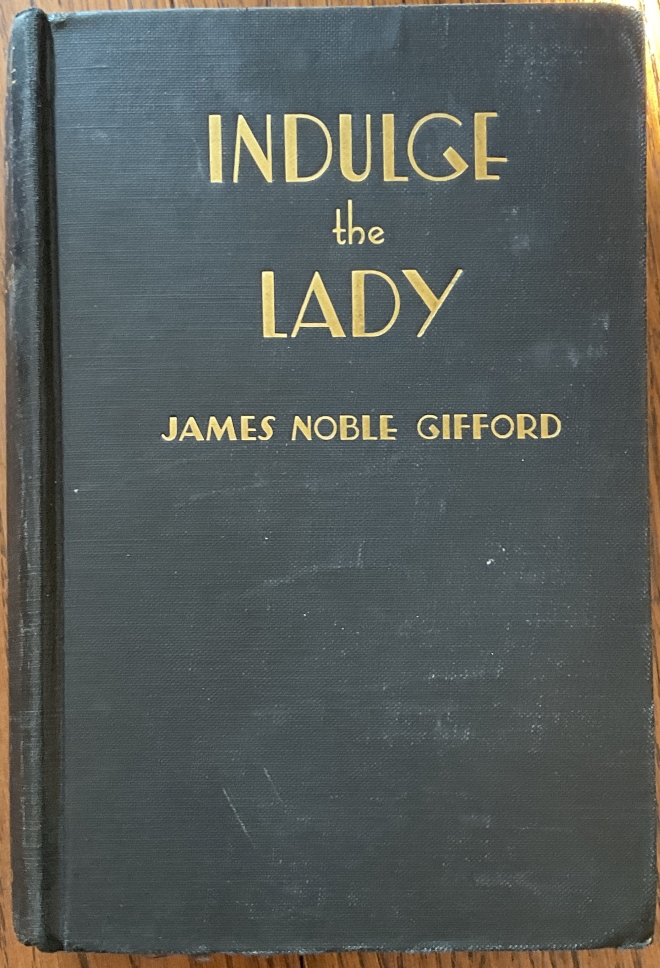 INDULGE
the
LADY
JAMES NOBLE GIFFORD